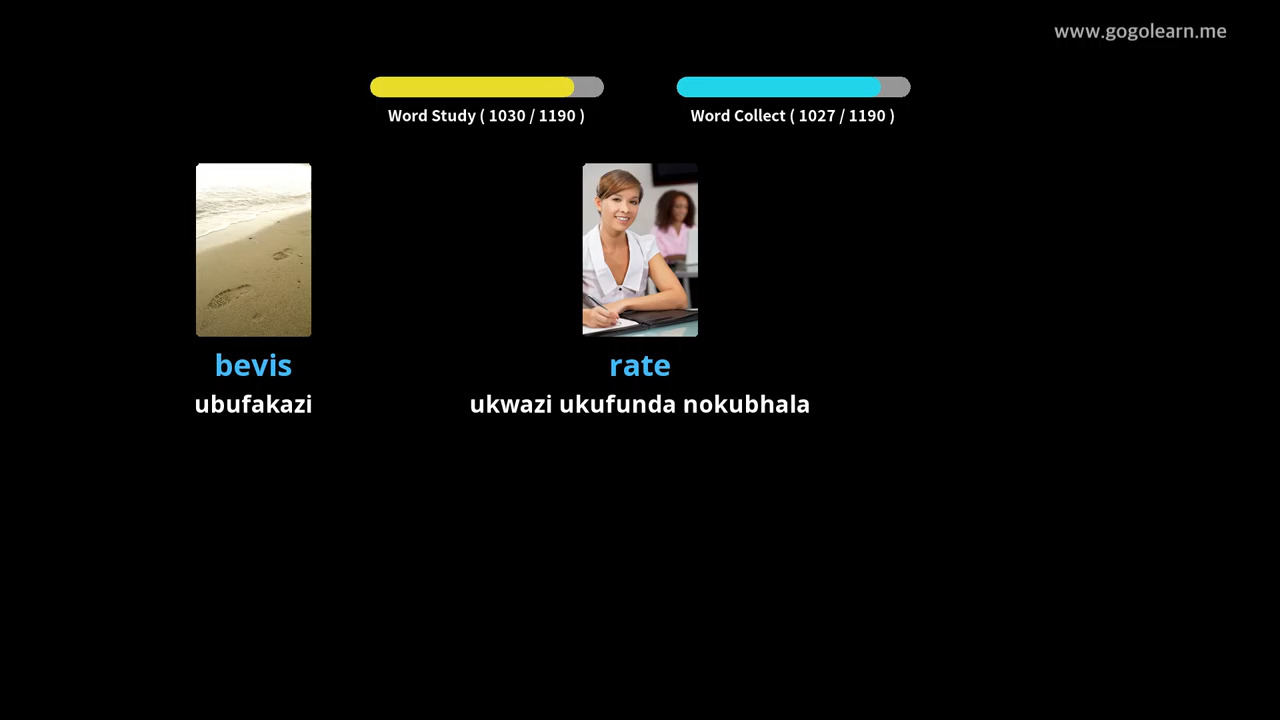 www.gogolearn.me
Word Study ( 1030 / 1190 )
Word Collect ( 1027 / 1190 )
bevis
ubufakazi
rate
ukwazi ukufunda nokubhala